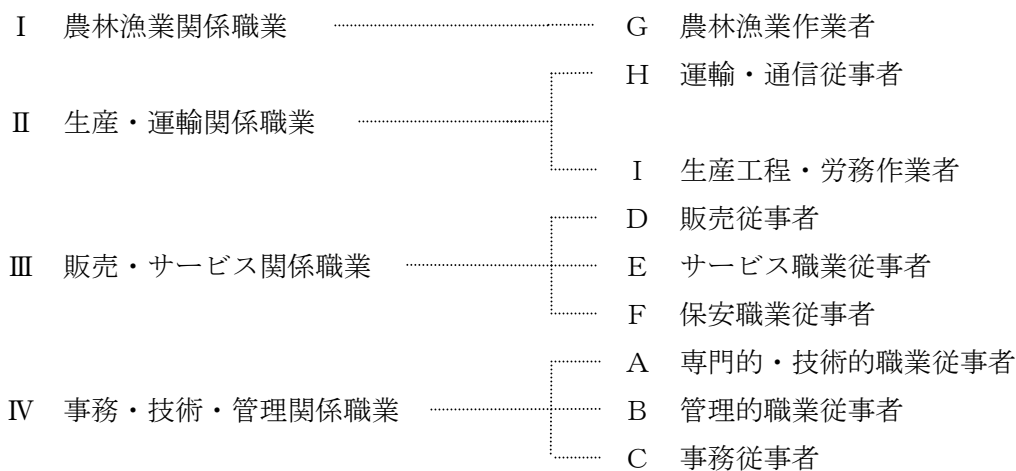 Ⅰ 農林漁業関係職業 G 農林漁業作業者
H 運輸・通信従事者
Ⅱ 生産・運輸関係職業
I 生産工程・労務作業者
D 販売従事者
Ⅲ 販売・サービス関係職業 E サービス職業従事者
F 保安職業従事者
A 専門的・技術的職業従事者
Ⅳ 事務・技術・管理関係職業 B 管理的職業従事者
C 事務従事者